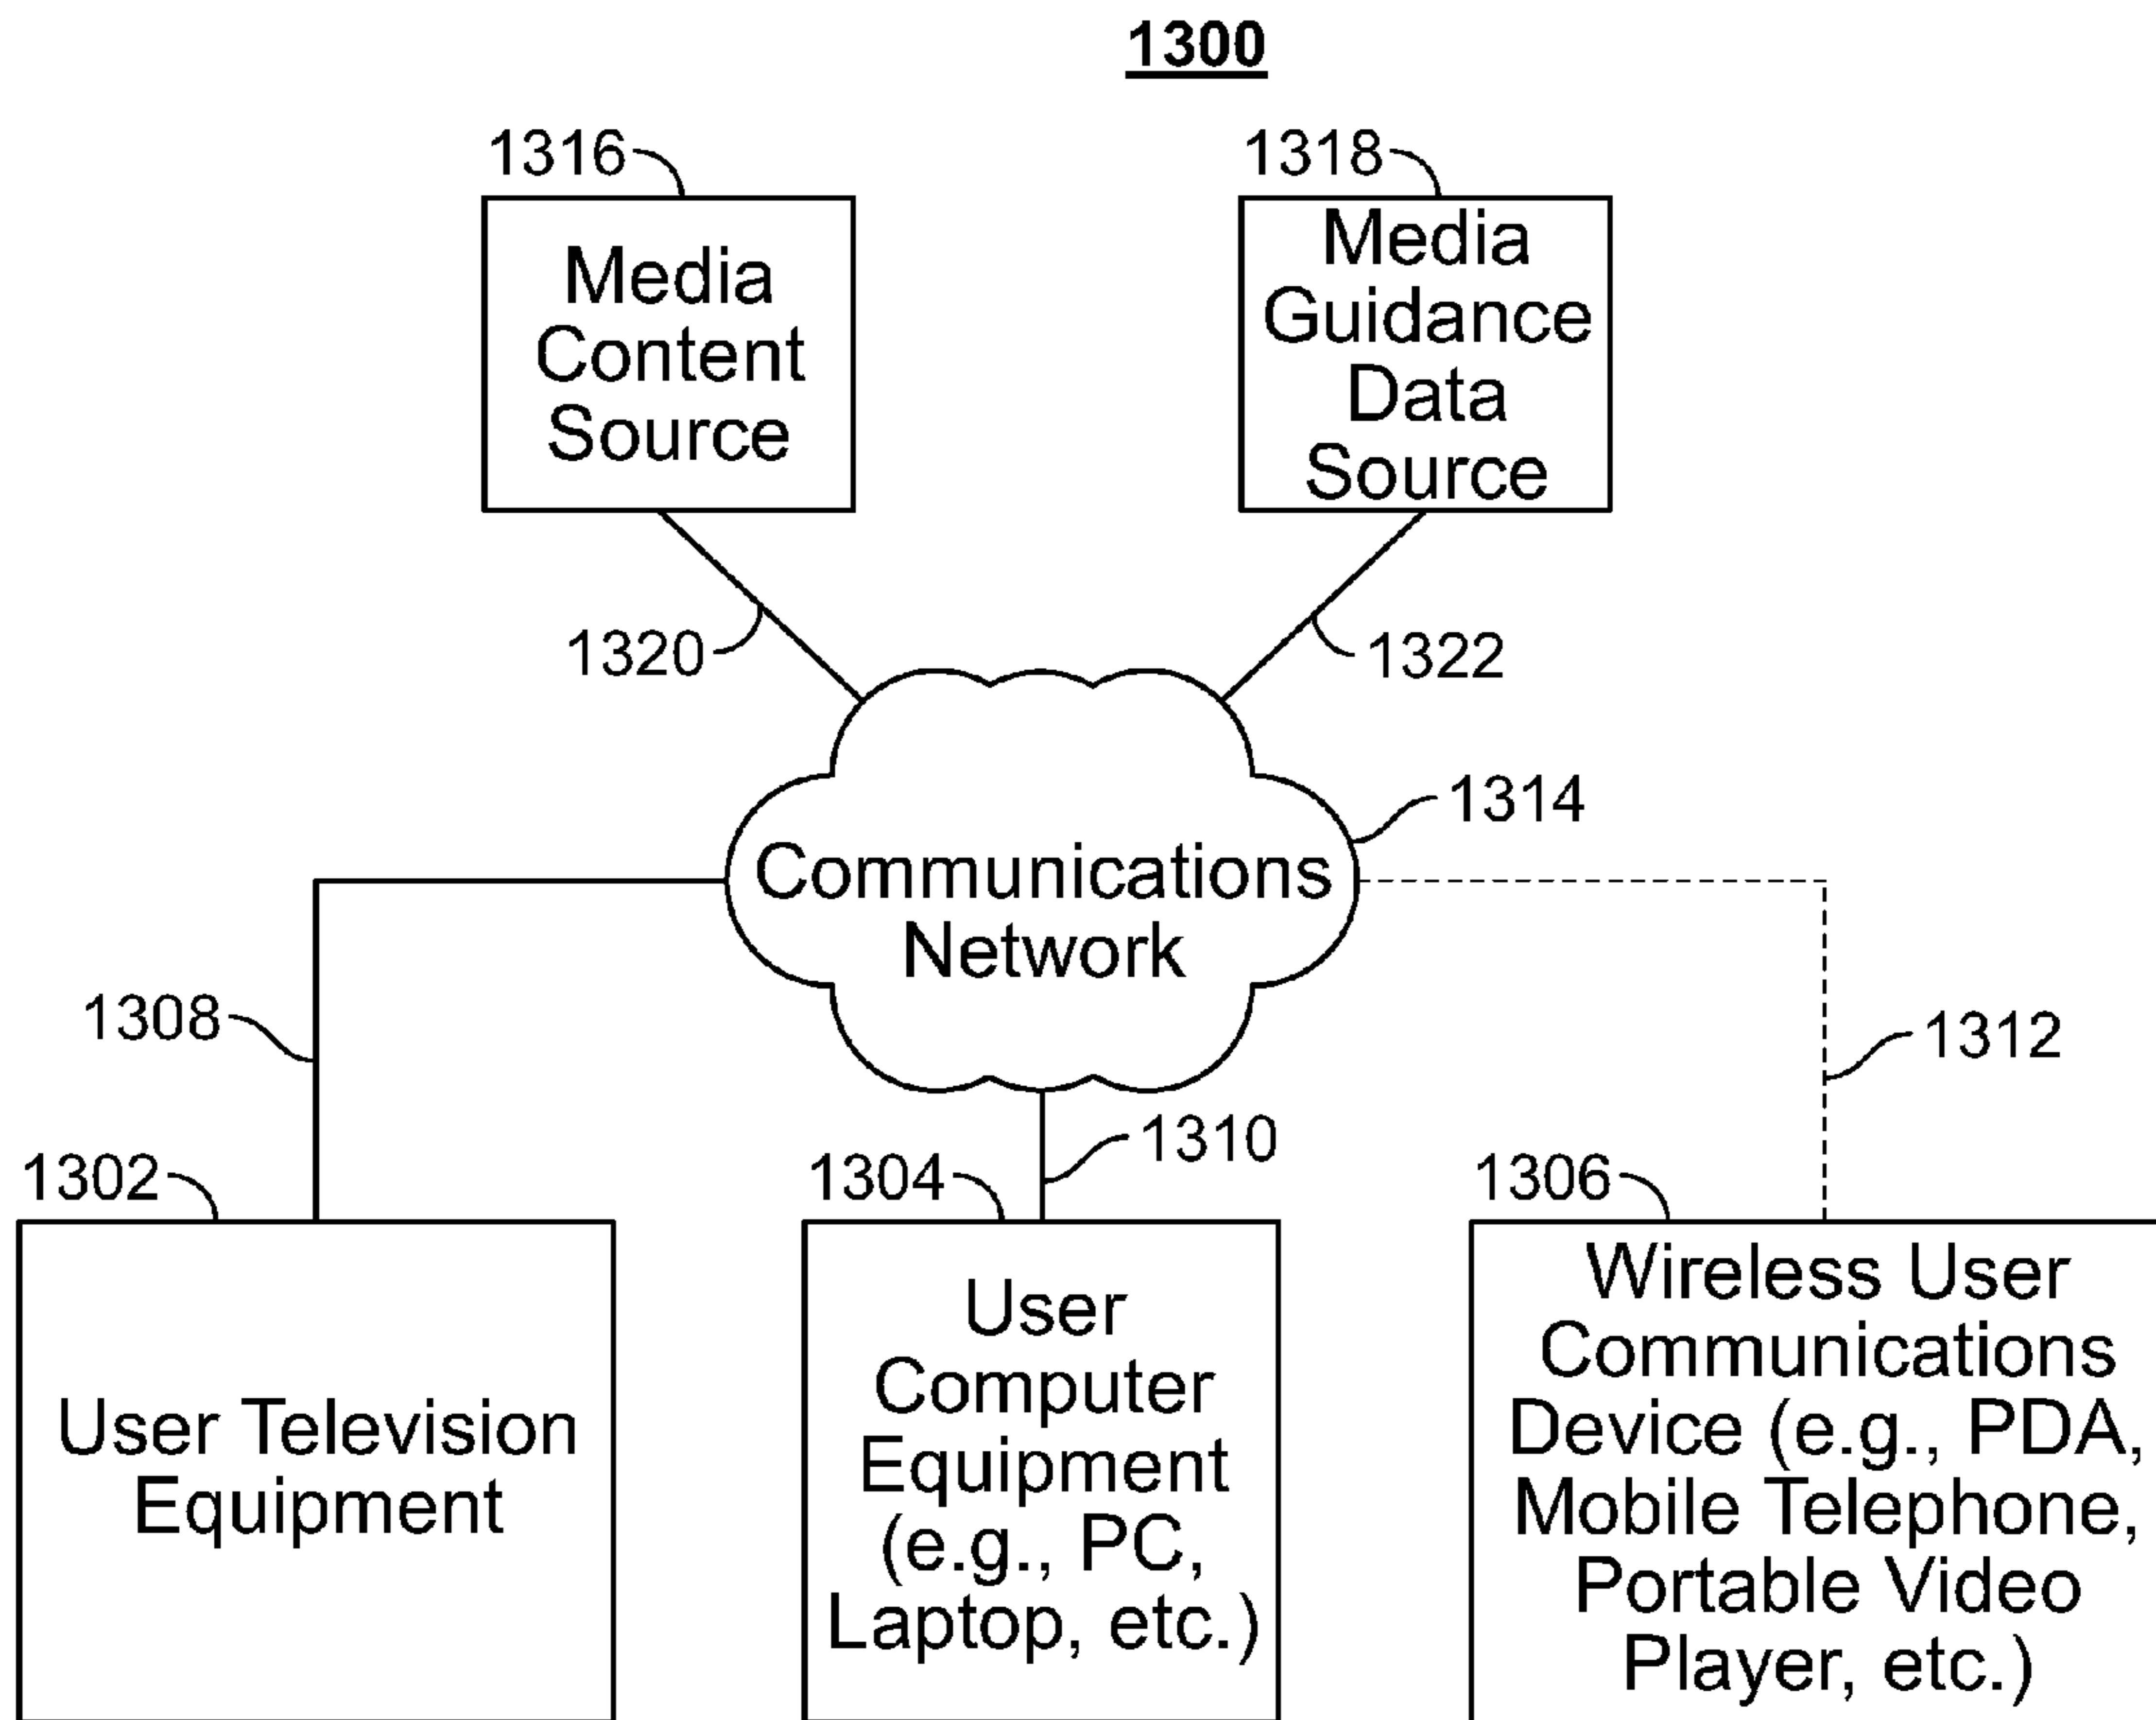 1300
1316
1318
Media
Content
Source
Media
Guidance
Data
Source
1320
1322
1314
Communications
Network
1308
1312
1310
1302
1304
1306
User Television
Equipment
User
Computer
Equipment
(e.g., PC,
Laptop, etc.)
Wireless User
Communications
Device (e.g., PDA,
Mobile Telephone,
Portable Video
Player, etc.)